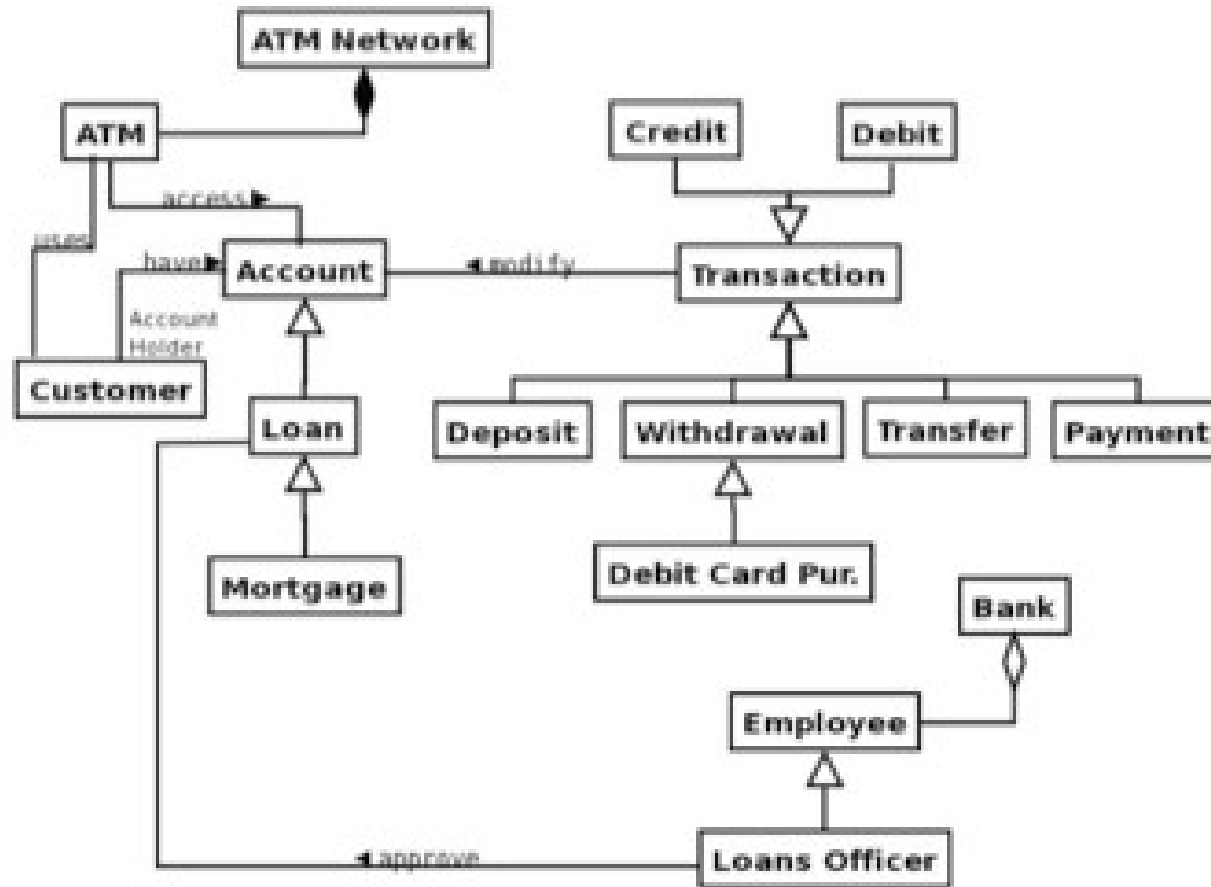 ATM Network
ATM
Credit
Debit
access
uses
have
Account
modify
Transaction
Account
Holder
Customer
Loan
Deposit
Withdrawal
Transfer
Payment
Mortgage
Debit Card Pur.
Bank
Employee
approve
Loans Officer